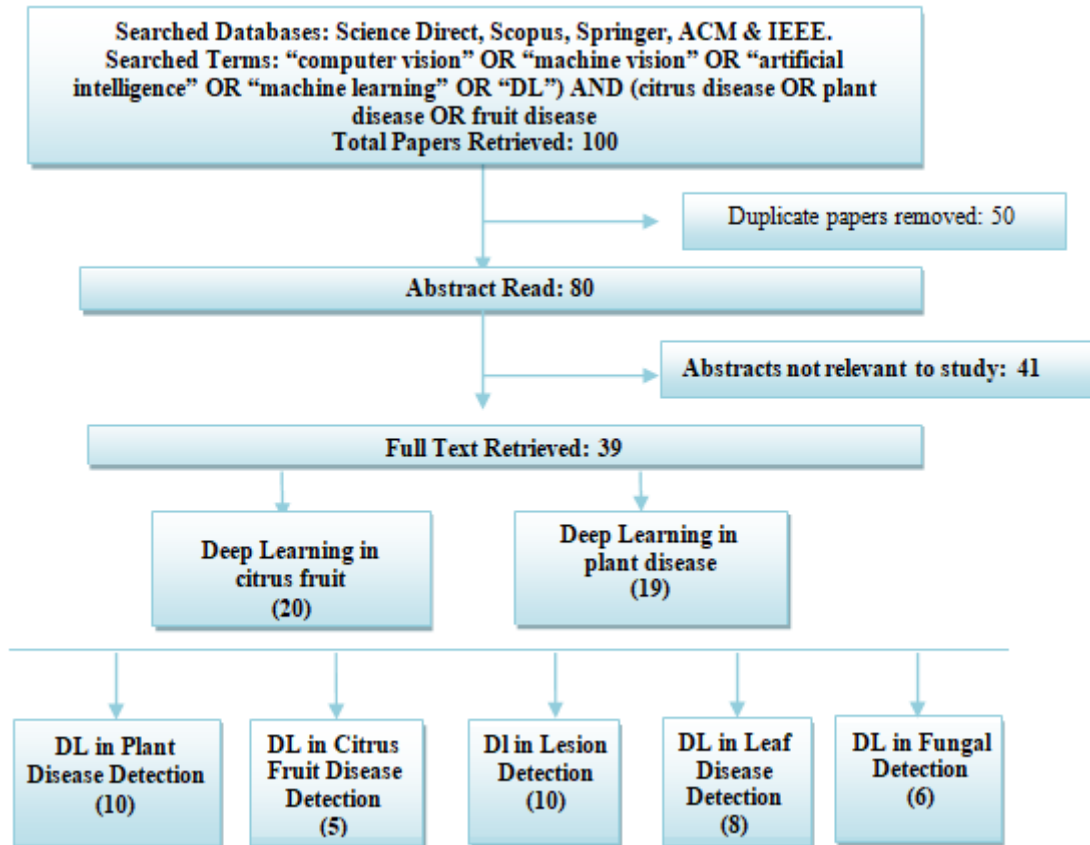 Searched Databases: Science Direct, Scopus, Springer, ACM & IEEE.
Searched Terms: “computer vision” OR “machine vision” OR “artificial
intelligence” OR “machine learning” OR “DL”) AND (citrus disease OR plant
disease OR fruit disease
Total Papers Retrieved: 100
Duplicate papers removed: 50
Abstract Read: 80
Abstracts not relevant to study: 41
Full Text Retrieved: 39
Deep Learning in
citrus fruit
(20)
Deep Learning in
plant disease
(19)
DL in Plant
Disease Detection
(10)
DL in Citrus
Fruit Disease
Detection
(5)
Dl in Lesion
Detection
(10)
DL in Leaf
Disease
Detection
(8)
DL in Fungal
Detection
(6)